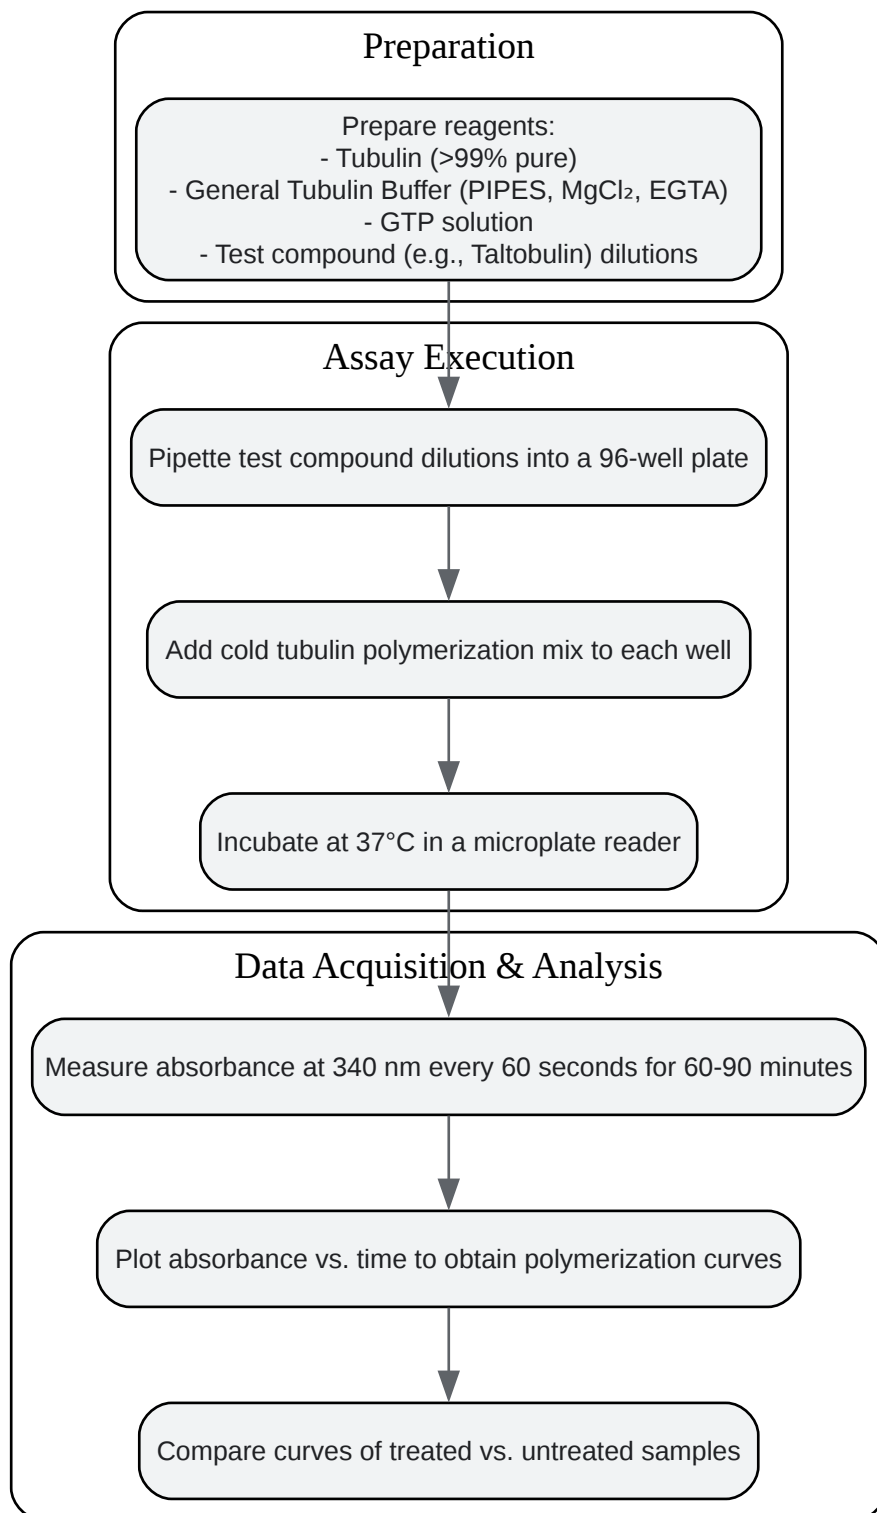 Preparation
Prepare reagents:
- Tubulin (>99% pure)
- General Tubulin Buffer (PIPES, MgCl₂, EGTA)
- GTP solution
- Test compound (e.g., Taltobulin) dilutions
Assay Execution
Pipette test compound dilutions into a 96-well plate
Add cold tubulin polymerization mix to each well
Incubate at 37°C in a microplate reader
Data Acquisition & Analysis
Measure absorbance at 340 nm every 60 seconds for 60-90 minutes
Plot absorbance vs. time to obtain polymerization curves
Compare curves of treated vs. untreated samples